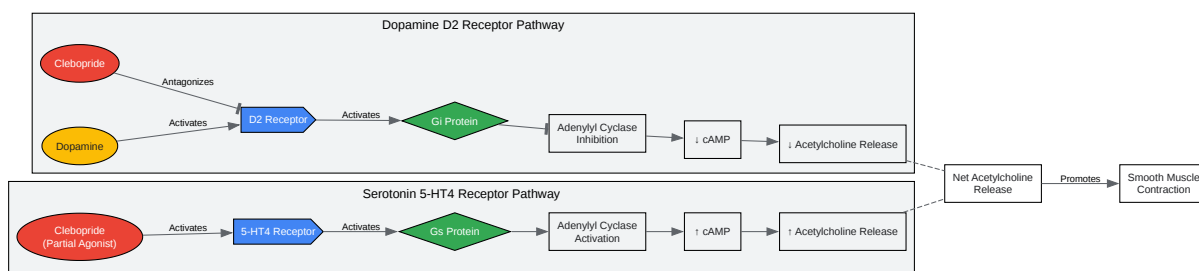 Dopamine D2 Receptor Pathway
Clebopride
Antagonizes
Activates
Dopamine
D2 Receptor
Activates
Gi Protein
Adenylyl Cyclase
Inhibition
↓ cAMP
↓ Acetylcholine Release
Serotonin 5-HT4 Receptor Pathway
Clebopride
(Partial Agonist)
Activates
5-HT4 Receptor
Activates
Gs Protein
Adenylyl Cyclase
Activation
↑ cAMP
↑ Acetylcholine Release
Net Acetylcholine
Release
Promotes
Smooth Muscle
Contraction